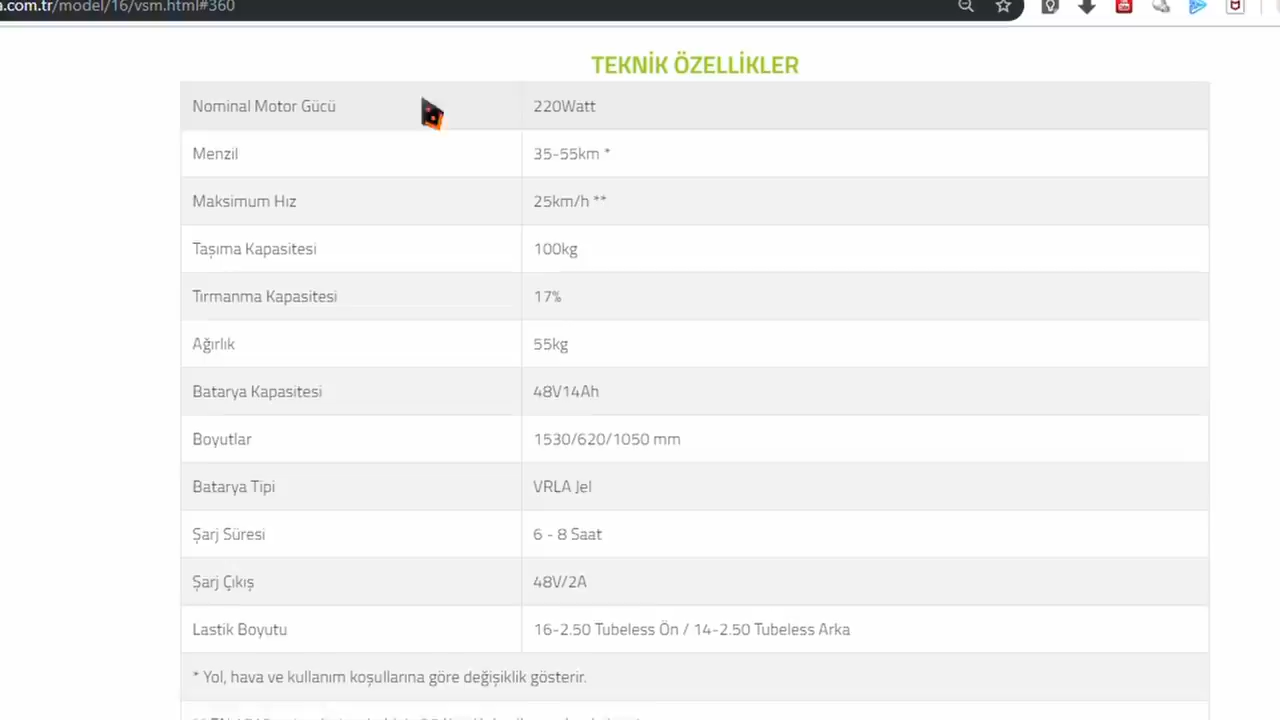 a.com.tr/model/16/vsm.html#360
TEKNİK ÖZELLİKLER
Nominal Motor Gücü 220Watt
Menzil 35-55km *
Maksimum Hız 25km/h **
Taşıma Kapasitesi 100kg
Tırmanma Kapasitesi 17%
Ağırlık 55kg
Batarya Kapasitesi 48V14Ah
Boyutlar 1530/620/1050 mm
Batarya Tipi VRLA Jel
Şarj Süresi 6 - 8 Saat
Şarj Çıkış 48V/2A
Lastik Boyutu 16-2.50 Tubeless Ön / 14-2.50 Tubeless Arka
* Yol, hava ve kullanım koşullarına göre değişiklik gösterir.